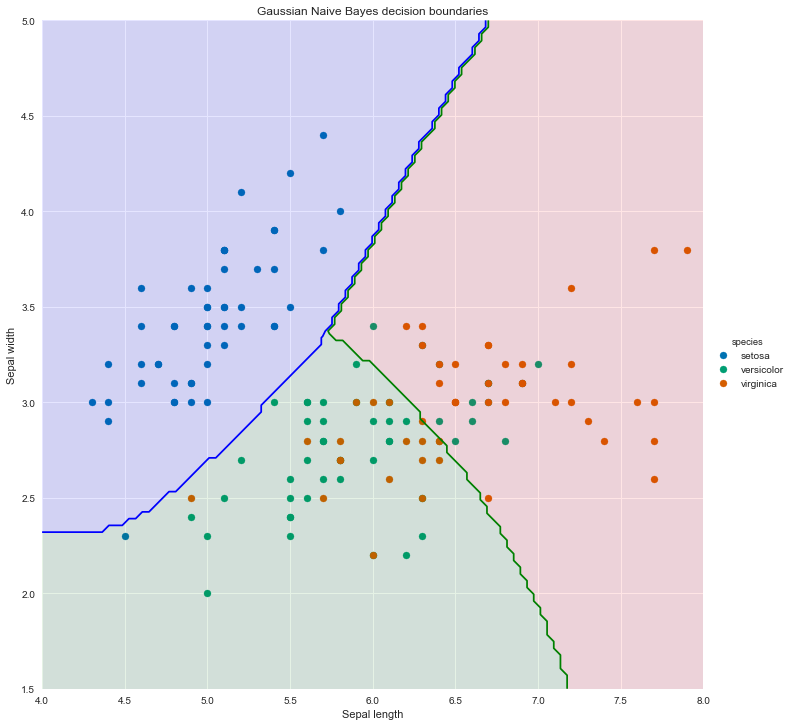 Gaussian Naive Bayes decision boundaries
5.0
4.5
4.0
3.5
3.0
2.5
2.0
1.5
Sepal width
4.0 4.5 5.0 5.5 6.0 6.5 7.0 7.5 8.0
Sepal length
species
setosa
versicolor
virginica